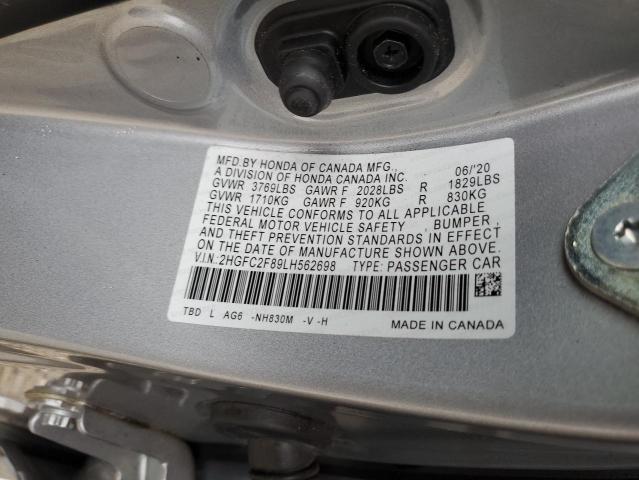 MFD.BY HONDA OF CANADA MFG.,
A DIVISION OF HONDA CANADA INC. 06/'20
GVWR 3769LBS GAWR F 2028LBS R 1829LBS
GVWR 1710KG GAWR F 920KG R 830KG
THIS VEHICLE CONFORMS TO ALL APPLICABLE
FEDERAL MOTOR VEHICLE SAFETY, BUMPER,
AND THEFT PREVENTION STANDARDS IN EFFECT
ON THE DATE OF MANUFACTURE SHOWN ABOVE.
V.I.N.:2HGFC2F89LH562698 TYPE: PASSENGER CAR
TBD L AG6 -NH830M -V -H MADE IN CANADA